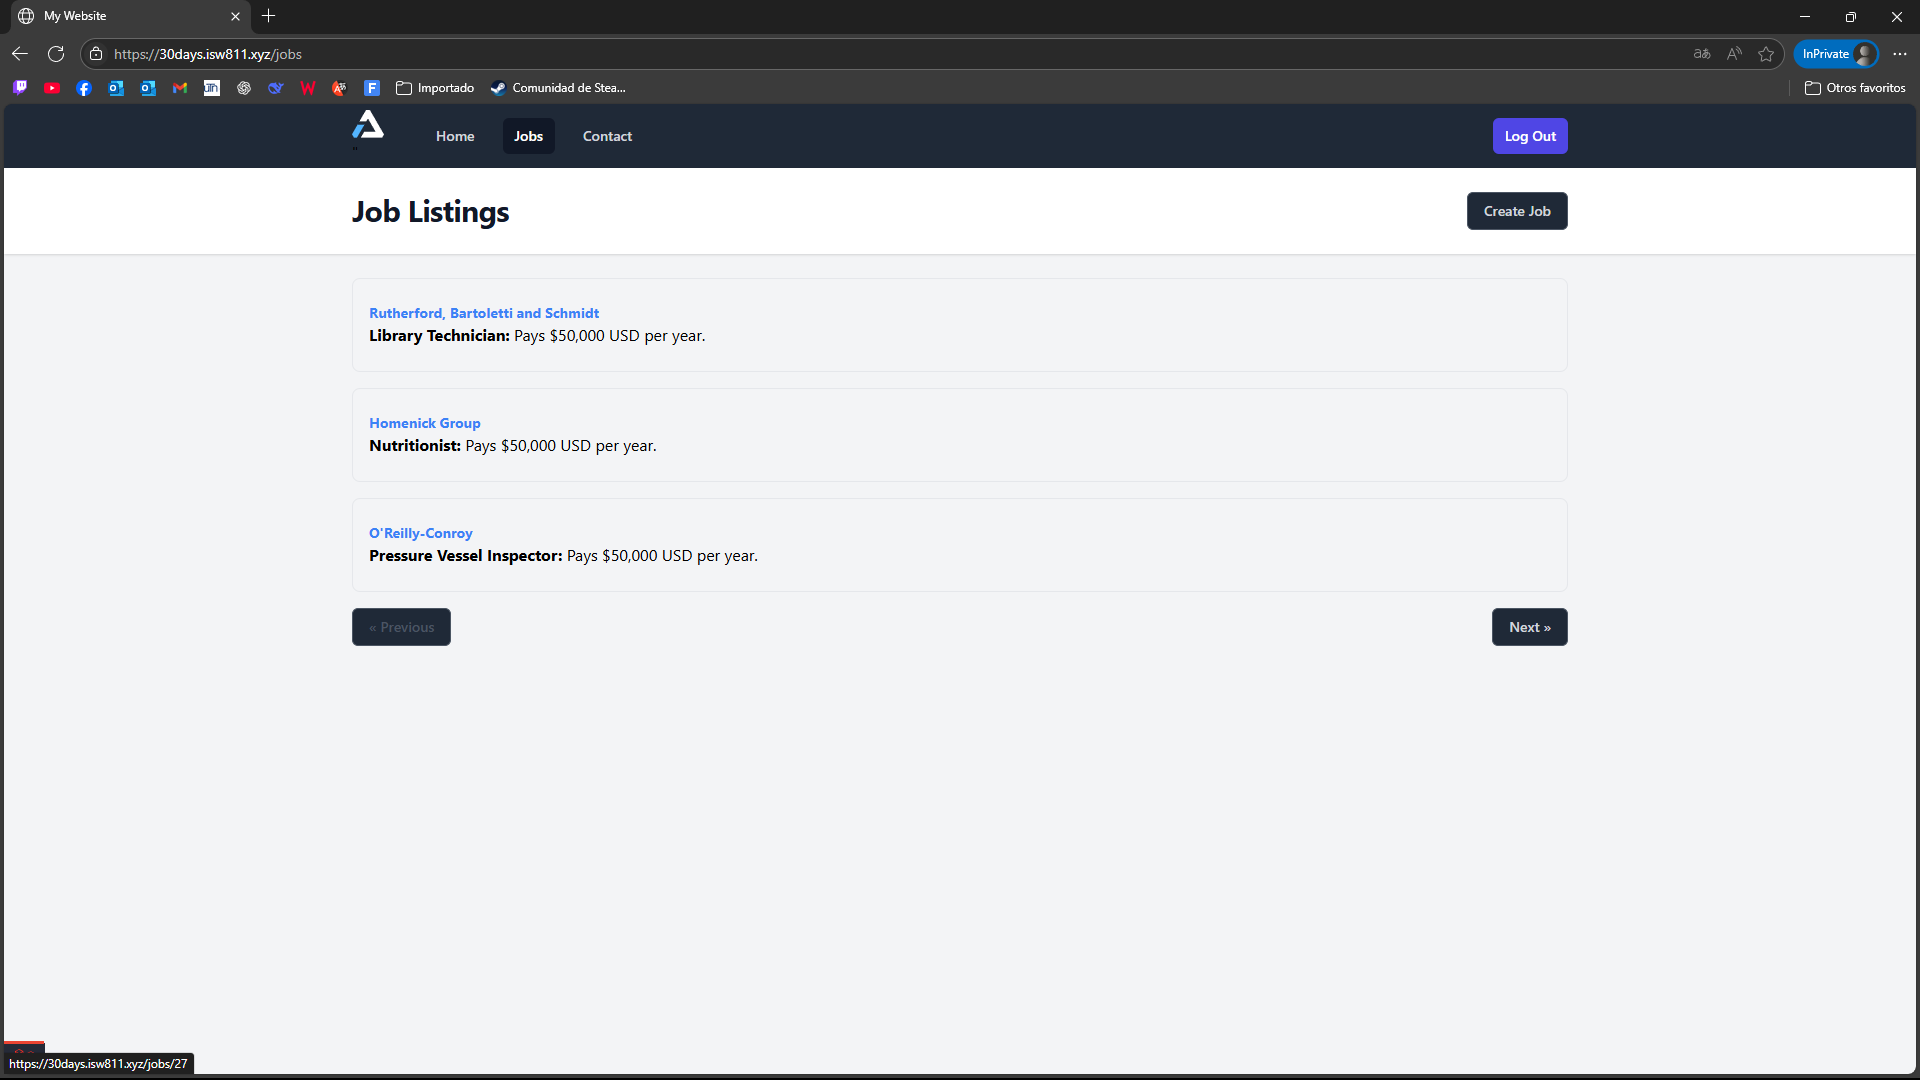 My Website
https://30days.isw811.xyz/jobs
InPrivate
Importado
Comunidad de Stea...
Otros favoritos
Home
Jobs
Contact
Log Out
Job Listings
Create Job
Rutherford, Bartoletti and Schmidt
Library Technician: Pays $50,000 USD per year.
Homenick Group
Nutritionist: Pays $50,000 USD per year.
O'Reilly-Conroy
Pressure Vessel Inspector: Pays $50,000 USD per year.
« Previous
Next »
https://30days.isw811.xyz/jobs/27